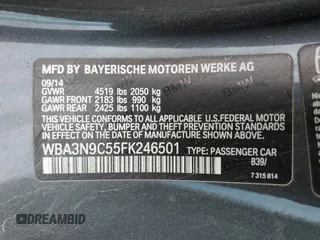 MFD BY BAYERISCHE MOTOREN WERKE AG
09/14
GVWR 4519 lbs 2050 kg
GAWR FRONT 2183 lbs 990 kg
GAWR REAR 2425 lbs 1100 kg
THIS VEHICLE CONFORMS TO ALL APPLICABLE
U.S.FEDERAL MOTOR VEHICLE SAFETY, BUMPER,
AND THEFT PREVENTION STANDARDS IN EFFECT
ON THE DATE OF MANUFACTURE SHOWN ABOVE.
WBA3N9C55FK246501 TYPE: PASSENGER CAR
B39/
7 315 814
DREAMBID